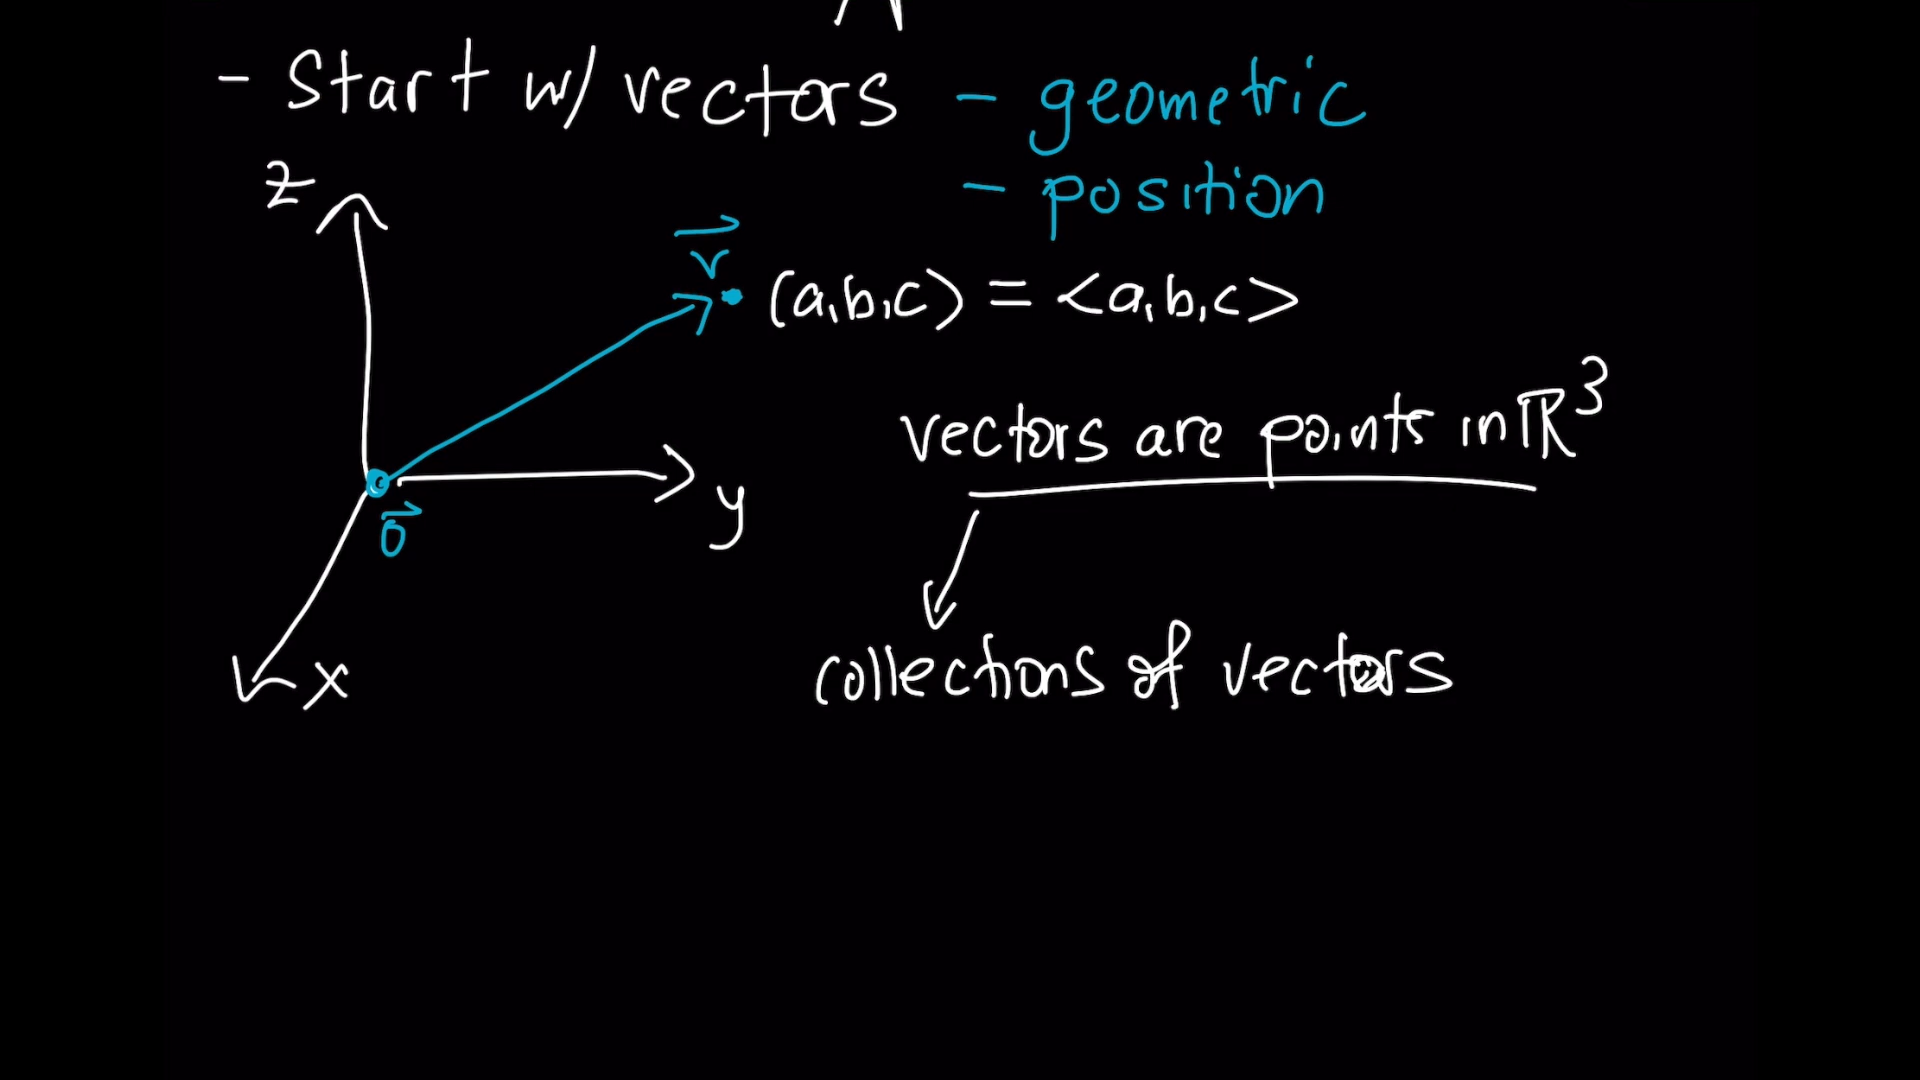 - Start w/ vectors - geometric
- position
z
v
(a,b,c) = <a,b,c>
vectors are points in ℝ³
y
0
collections of vectors
x